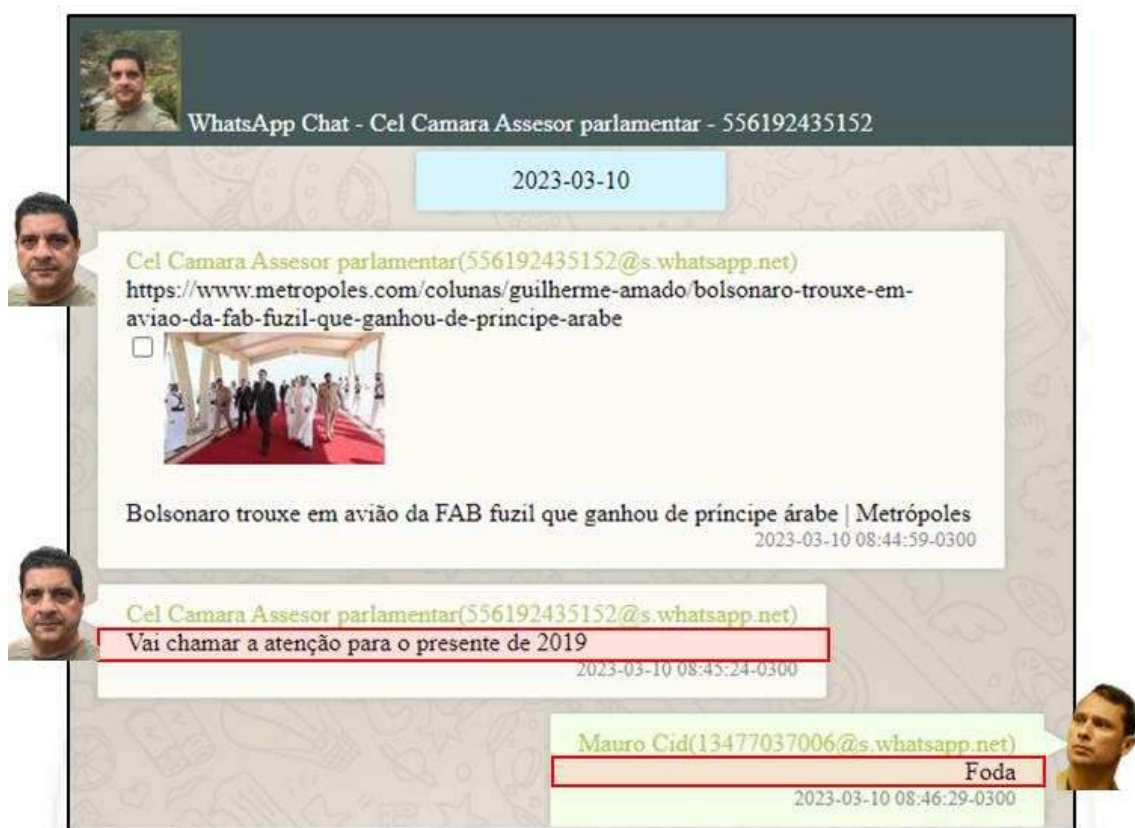 WhatsApp Chat - Cel Camara Assesor parlamentar - 556192435152
2023-03-10
Cel Camara Assesor parlamentar(556192435152@s.whatsapp.net)
https://www.metropoles.com/colunas/guilherme-amado/bolsonaro-trouxe-em-
aviao-da-fab-fuzil-que-ganhou-de-principe-arabe
Bolsonaro trouxe em avião da FAB fuzil que ganhou de príncipe árabe | Metrópoles
2023-03-10 08:44:59-0300
Cel Camara Assesor parlamentar(556192435152@s.whatsapp.net)
Vai chamar a atenção para o presente de 2019
2023-03-10 08:45:24-0300
Mauro Cid(13477037006@s.whatsapp.net)
Foda
2023-03-10 08:46:29-0300